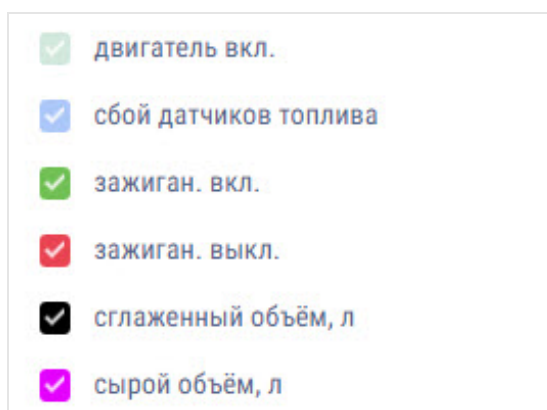 двигатель вкл.
сбой датчиков топлива
зажиган. вкл.
зажиган. выкл.
сглаженный объём, л
сырой объём, л